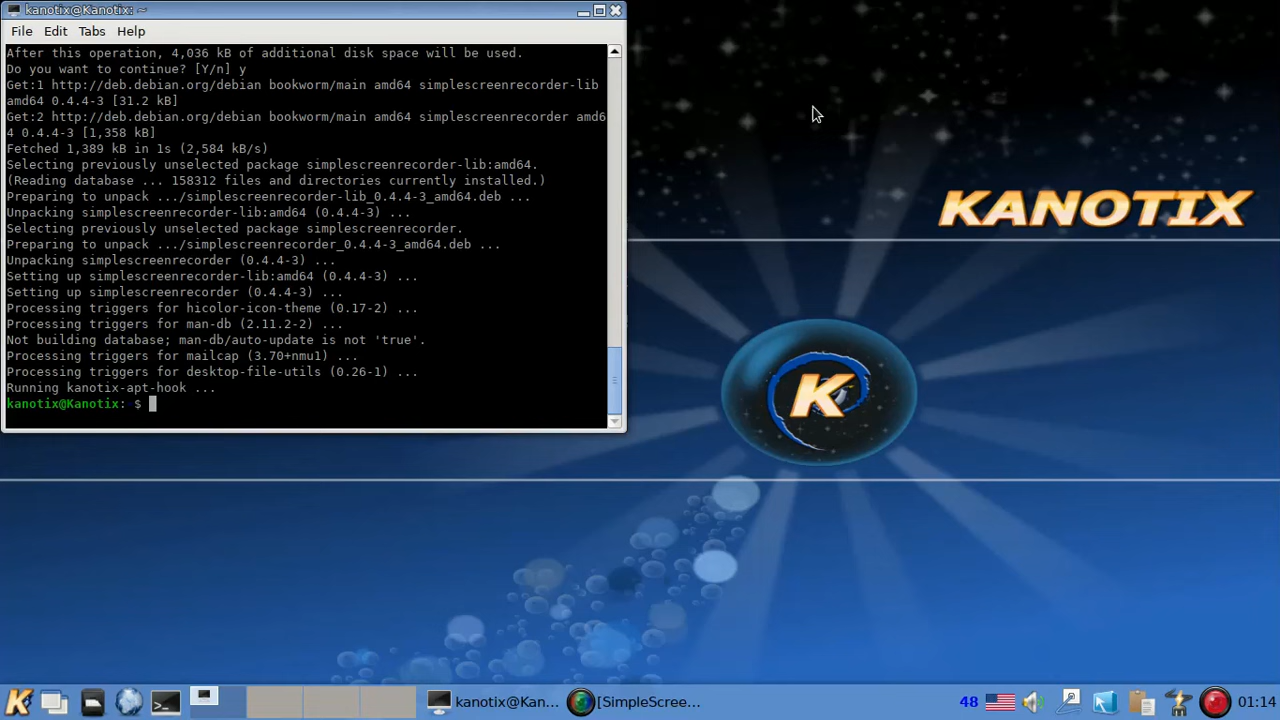 kanotix@Kanotix: ~
File Edit Tabs Help
After this operation, 4,036 kB of additional disk space will be used.
Do you want to continue? [Y/n] y
Get:1 http://deb.debian.org/debian bookworm/main amd64 simplescreenrecorder-lib
amd64 0.4.4-3 [31.2 kB]
Get:2 http://deb.debian.org/debian bookworm/main amd64 simplescreenrecorder amd6
4 0.4.4-3 [1,358 kB]
Fetched 1,389 kB in 1s (2,584 kB/s)
Selecting previously unselected package simplescreenrecorder-lib:amd64.
(Reading database ... 158312 files and directories currently installed.)
Preparing to unpack .../simplescreenrecorder-lib_0.4.4-3_amd64.deb ...
Unpacking simplescreenrecorder-lib:amd64 (0.4.4-3) ...
Selecting previously unselected package simplescreenrecorder.
Preparing to unpack .../simplescreenrecorder_0.4.4-3_amd64.deb ...
Unpacking simplescreenrecorder (0.4.4-3) ...
Setting up simplescreenrecorder-lib:amd64 (0.4.4-3) ...
Setting up simplescreenrecorder (0.4.4-3) ...
Processing triggers for hicolor-icon-theme (0.17-2) ...
Processing triggers for man-db (2.11.2-2) ...
Not building database; man-db/auto-update is not 'true'.
Processing triggers for mailcap (3.70+nmu1) ...
Processing triggers for desktop-file-utils (0.26-1) ...
Running kanotix-apt-hook ...
kanotix@Kanotix: $
KANOTIX
K
kanotix@Kan...
[SimpleScree...
48
01:14